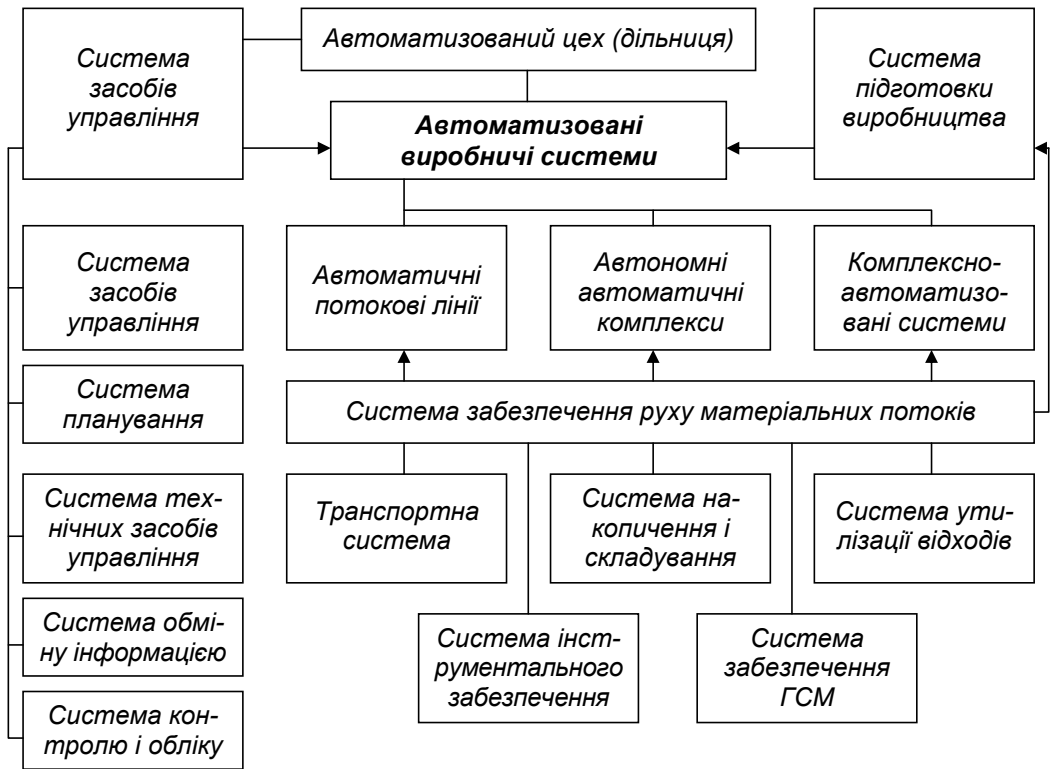 Система
засобів
управління
Автоматизований цех (дільниця)
Система
підготовки
виробництва
Автоматизовані
виробничі системи
Система
засобів
управління
Автоматичні
потокові лінії
Автономні
автоматичні
комплекси
Комплексно-
автоматизо-
вані системи
Система
планування
Система забезпечення руху матеріальних потоків
Система тех-
нічних засобів
управління
Транспортна
система
Система на-
копичення і
складування
Система ути-
лізації відходів
Система обмі-
ну інформацією
Система інст-
рументального
забезпечення
Система
забезпечення
ГСМ
Система кон-
тролю і обліку